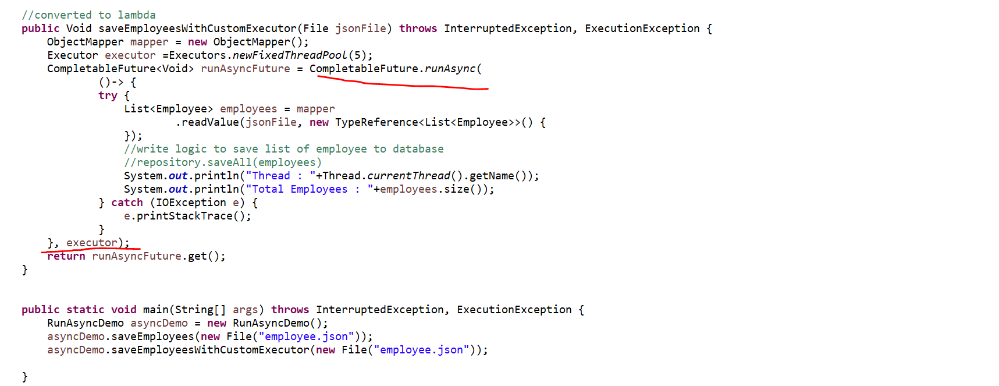 //converted to lambda
public Void saveEmployeesWithCustomExecutor(File jsonFile) throws InterruptedException, ExecutionException {
ObjectMapper mapper = new ObjectMapper();
Executor executor =Executors.newFixedThreadPool(5);
CompletableFuture<Void> runAsyncFuture = CompletableFuture.runAsync(
()-> {
try {
List<Employee> employees = mapper
.readValue(jsonFile, new TypeReference<List<Employee>>() {
});
//write logic to save list of employee to database
//repository.saveAll(employees)
System.out.println("Thread : "+Thread.currentThread().getName());
System.out.println("Total Employees : "+employees.size());
} catch (IOException e) {
e.printStackTrace();
}
}, executor);
return runAsyncFuture.get();
}
public static void main(String[] args) throws InterruptedException, ExecutionException {
RunAsyncDemo asyncDemo = new RunAsyncDemo();
asyncDemo.saveEmployees(new File("employee.json"));
asyncDemo.saveEmployeesWithCustomExecutor(new File("employee.json"));
}